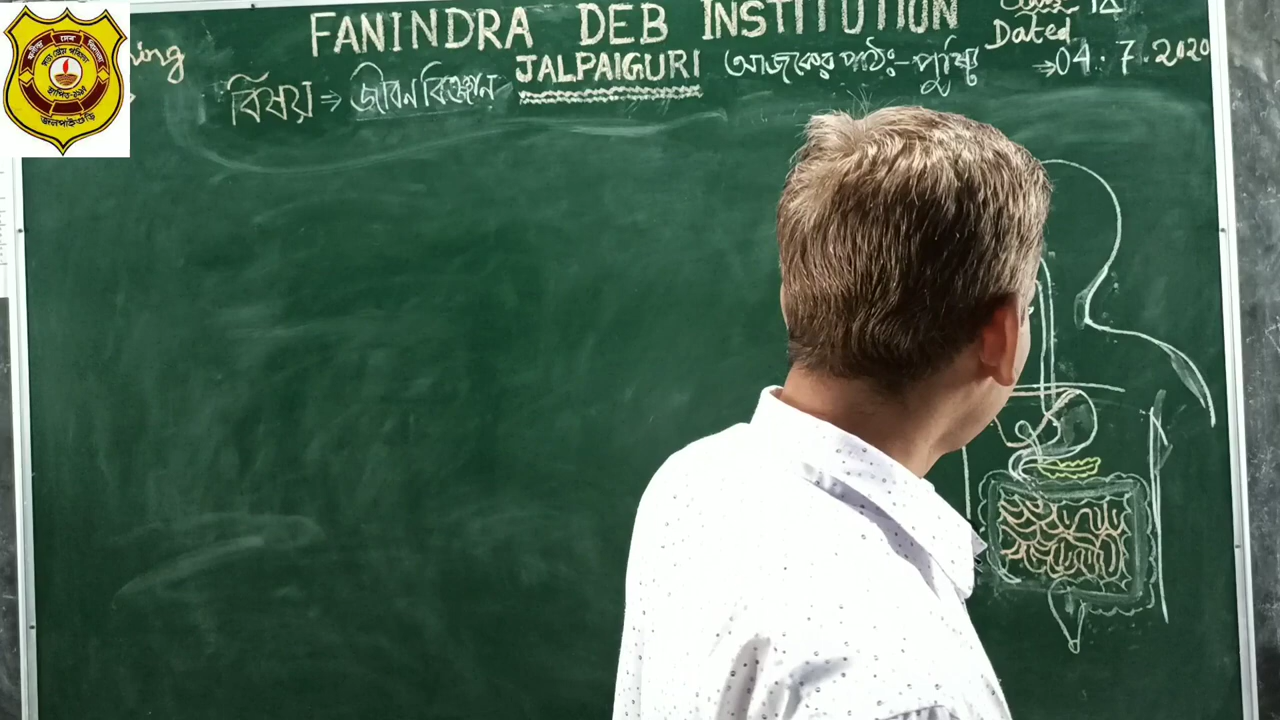 FANINDRA DEB INSTITUTION
JALPAIGURI
বিষয় ⇒ জীবন বিজ্ঞান
আজকের পাঠঃ- পুষ্টি
Dated
⇒04.7.2020